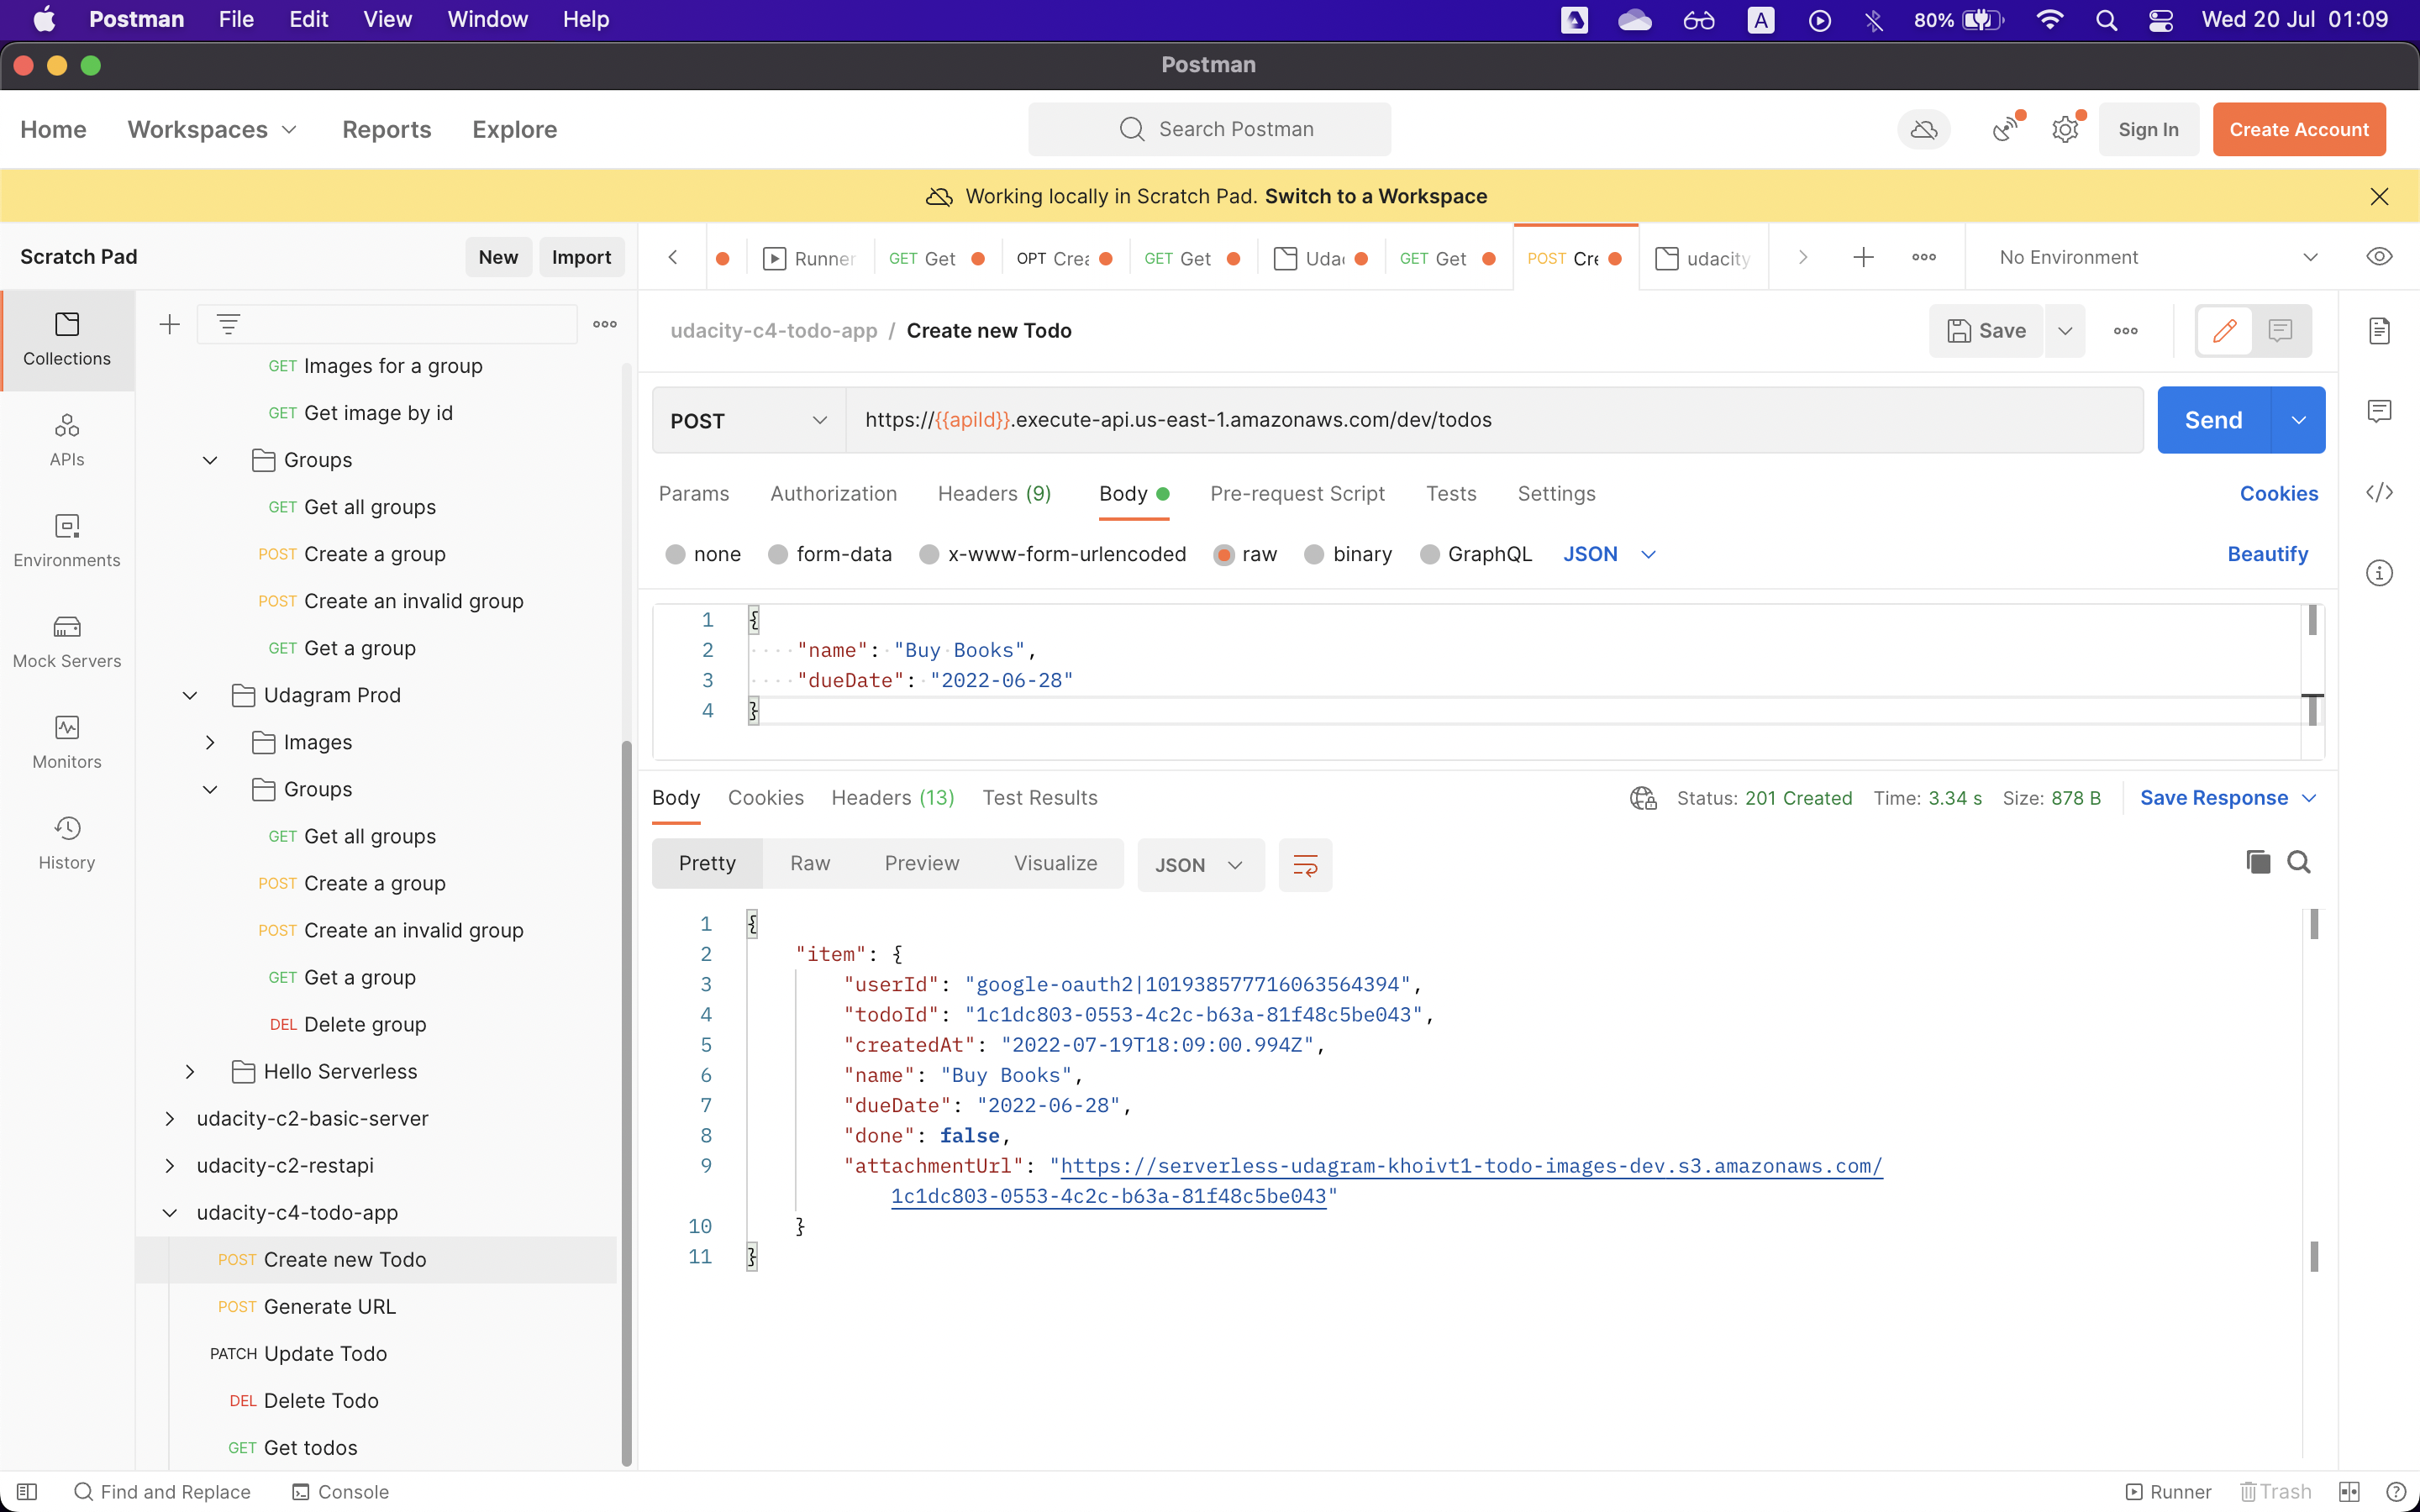 Postman File Edit View Window Help
A 80% Wed 20 Jul 01:09
Postman
Home Workspaces Reports Explore
Search Postman
Sign In Create Account
Working locally in Scratch Pad. Switch to a Workspace
Scratch Pad New Import
Runner GET Get OPT Crea GET Get Uda GET Get POST Cre udacity No Environment
Collections
APIs
Environments
Mock Servers
Monitors
History
GET Images for a group
GET Get image by id
Groups
GET Get all groups
POST Create a group
POST Create an invalid group
GET Get a group
Udagram Prod
Images
Groups
GET Get all groups
POST Create a group
POST Create an invalid group
GET Get a group
DEL Delete group
Hello Serverless
udacity-c2-basic-server
udacity-c2-restapi
udacity-c4-todo-app
POST Create new Todo
POST Generate URL
PATCH Update Todo
DEL Delete Todo
GET Get todos
udacity-c4-todo-app / Create new Todo
Save
POST https://{{apiId}}.execute-api.us-east-1.amazonaws.com/dev/todos Send
Params Authorization Headers (9) Body Pre-request Script Tests Settings Cookies
none form-data x-www-form-urlencoded raw binary GraphQL JSON Beautify
1 {
2 "name": "Buy Books",
3 "dueDate": "2022-06-28"
4 }
Body Cookies Headers (13) Test Results Status: 201 Created Time: 3.34 s Size: 878 B Save Response
Pretty Raw Preview Visualize JSON
1 {
2 "item": {
3 "userId": "google-oauth2|101938577716063564394",
4 "todoId": "1c1dc803-0553-4c2c-b63a-81f48c5be043",
5 "createdAt": "2022-07-19T18:09:00.994Z",
6 "name": "Buy Books",
7 "dueDate": "2022-06-28",
8 "done": false,
9 "attachmentUrl": "https://serverless-udagram-khoivt1-todo-images-dev.s3.amazonaws.com/
1c1dc803-0553-4c2c-b63a-81f48c5be043"
10 }
11 }
Find and Replace Console
Runner Trash